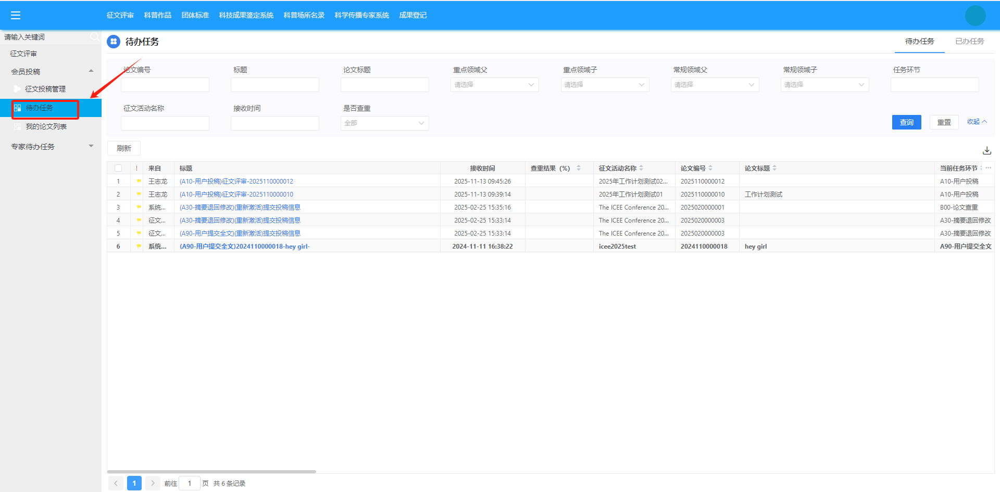 征文评审 科普作品 团体标准 科技成果鉴定系统 科普场所名录 科学传播专家系统 成果登记
请输入关键词
征文评审
会员投稿
征文投稿管理
待办任务
我的论文列表
专家待办任务
待办任务
待办任务 已办任务
论文编号 标题 论文标题 重点领域父 重点领域子 常规领域父 常规领域子 任务环节
请选择 请选择 请选择 请选择
征文活动名称 接收时间 是否查重
全部
查询 重置 收起
刷新
! 来自 标题 接收时间 查重结果（%） 征文活动名称 论文编号 论文标题 当前任务环节 ...
1 王志龙 (A10-用户投稿)征文评审-2025110000012 2025-11-13 09:45:26 2025年工作计划测试02... 2025110000012 A10-用户投稿
2 王志龙 (A10-用户投稿)征文评审-2025110000010 2025-11-13 09:39:14 2025年工作计划测试01 2025110000010 工作计划测试 A10-用户投稿
3 系统... (A30-摘要退回修改)(重新激活)提交投稿信息 2025-02-25 15:35:16 The ICEE Conference 20... 2025020000001 B00-论文查重
4 征文... (A30-摘要退回修改)(重新激活)提交投稿信息 2025-02-25 15:33:14 The ICEE Conference 20... 2025020000003 A30-摘要退回修改
5 征文... (A90-用户提交全文)(重新激活)提交投稿信息 2025-02-25 15:33:14 The ICEE Conference 20... 2025020000003 A30-摘要退回修改
6 系统... (A90-用户提交全文)2024110000018-hey girl- 2024-11-11 16:38:22 icee2025test 2024110000018 hey girl A90-用户提交全文
1 前往 1 页 共 6 条记录